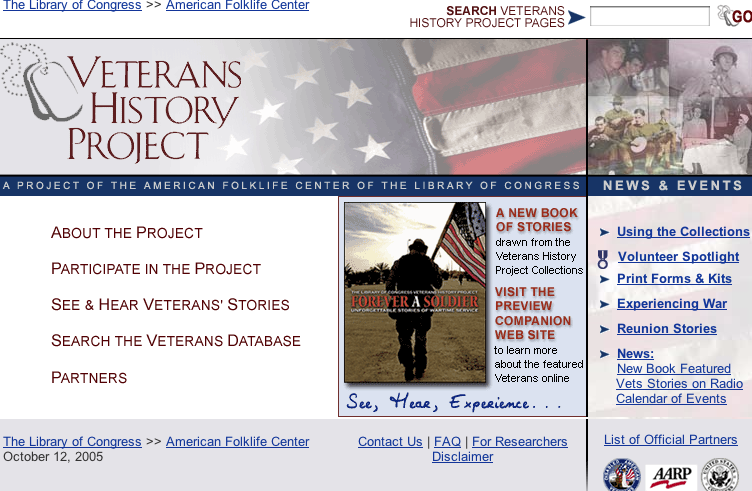 The Library of Congress >> American Folklife Center
SEARCH VETERANS
HISTORY PROJECT PAGES
GO
VETERANS
HISTORY
PROJECT
A PROJECT OF THE AMERICAN FOLKLIFE CENTER OF THE LIBRARY OF CONGRESS
NEWS & EVENTS
ABOUT THE PROJECT
PARTICIPATE IN THE PROJECT
SEE & HEAR VETERANS' STORIES
SEARCH THE VETERANS DATABASE
PARTNERS
THE LIBRARY OF CONGRESS VETERANS HISTORY PROJECT
FOREVER A SOLDIER
UNFORGETTABLE STORIES OF WARTIME SERVICE
A NEW BOOK
OF STORIES
drawn from the
Veterans History
Project Collections
VISIT THE
PREVIEW
COMPANION
WEB SITE
to learn more
about the featured
Veterans online
See, Hear, Experience. . .
Using the Collections
Volunteer Spotlight
Print Forms & Kits
Experiencing War
Reunion Stories
News:
New Book Featured
Vets Stories on Radio
Calendar of Events
The Library of Congress >> American Folklife Center
October 12, 2005
Contact Us | FAQ | For Researchers
Disclaimer
List of Official Partners
AARP